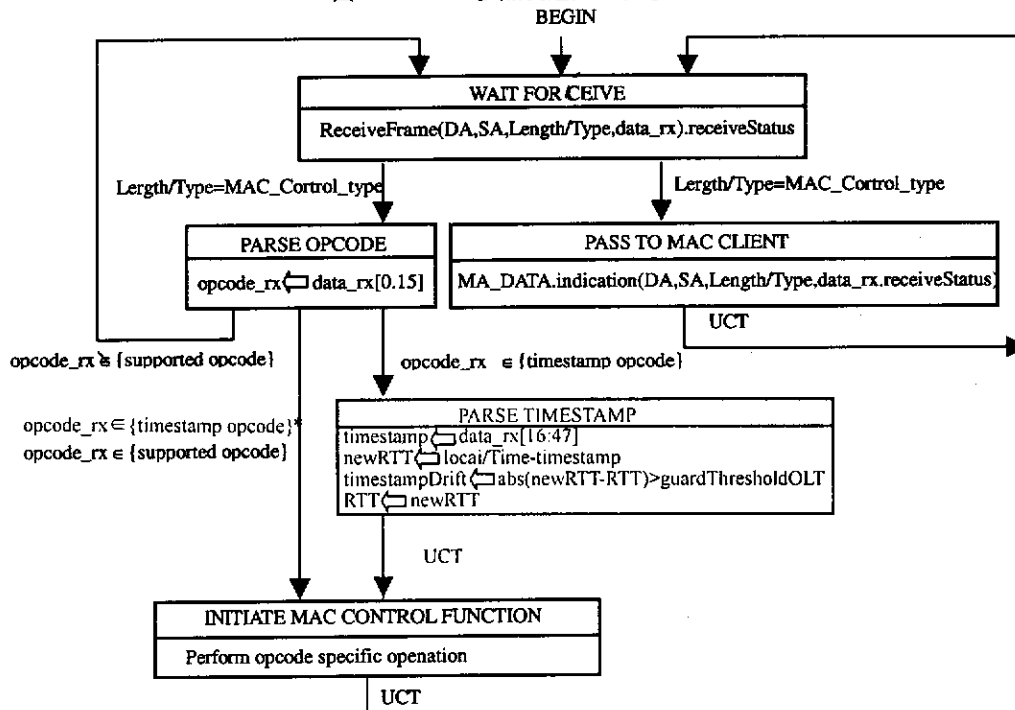 BEGIN
WAIT FOR CEIVE
ReceiveFrame(DA,SA,Length/Type,data_rx).receiveStatus
Lergth/Type=MAC_Cortrol_type
Length/Type=MAC_Cortrol_type
PARSE OPCODE
opcode_rx⇐data_rx[0.15]
PASS TO MAC CLIENT
MA_DATA.indication(DA,SA,Length/Type,data_rx.receiveStatus)
UCT
opcode_rx {supported opcode}
opcode_rx ∈ {timestamp opcode}
opcode_rx ∈ {timestamp opcode}*
opcode_rx ∈ {supported opcode}
PARSE TIMESTAMP
timestamp⇐data_rx[16:47]
newRTT⇐locai/Time-timestamp
timestampDrift⇐abs(newRTT-RTT)>guardThresholdOLT
RTT⇐newRTT
UCT
INITIATE MAC CONTROL FUNCTION
Perform opcode specific openation
UCT